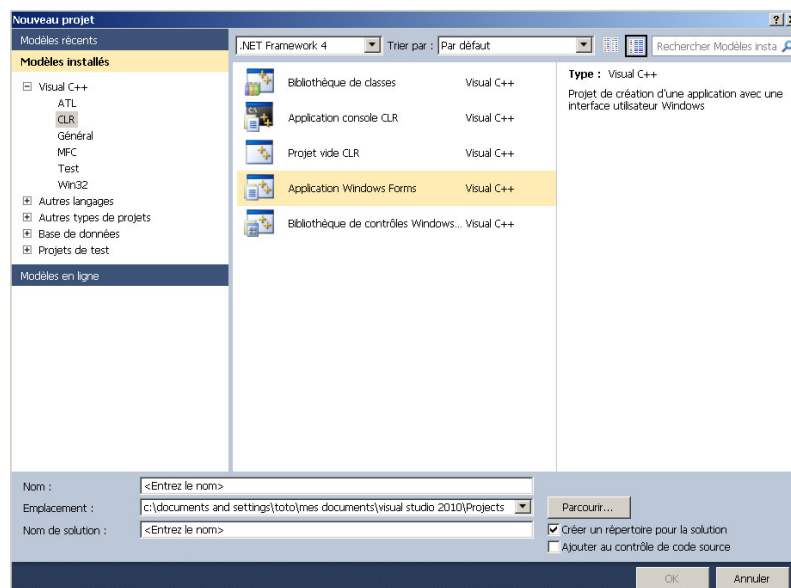 Nouveau projet
Modèles récents
.NET Framework 4
Trier par :
Par défaut
Rechercher Modèles insta
Modèles installés
Visual C++
ATL
CLR
Général
MFC
Test
Win32
Autres langages
Autres types de projets
Base de données
Projets de test
Modèles en ligne
Bibliothèque de classes Visual C++
Application console CLR Visual C++
Projet vide CLR Visual C++
Application Windows Forms Visual C++
Bibliothèque de contrôles Windows... Visual C++
Type : Visual C++
Projet de création d'une application avec une
interface utilisateur Windows
Nom : <Entrez le nom>
Emplacement : c:\documents and settings\toto\mes documents\visual studio 2010\Projects
Parcourir...
Nom de solution : <Entrez le nom>
Créer un répertoire pour la solution
Ajouter au contrôle de code source
OK
Annuler